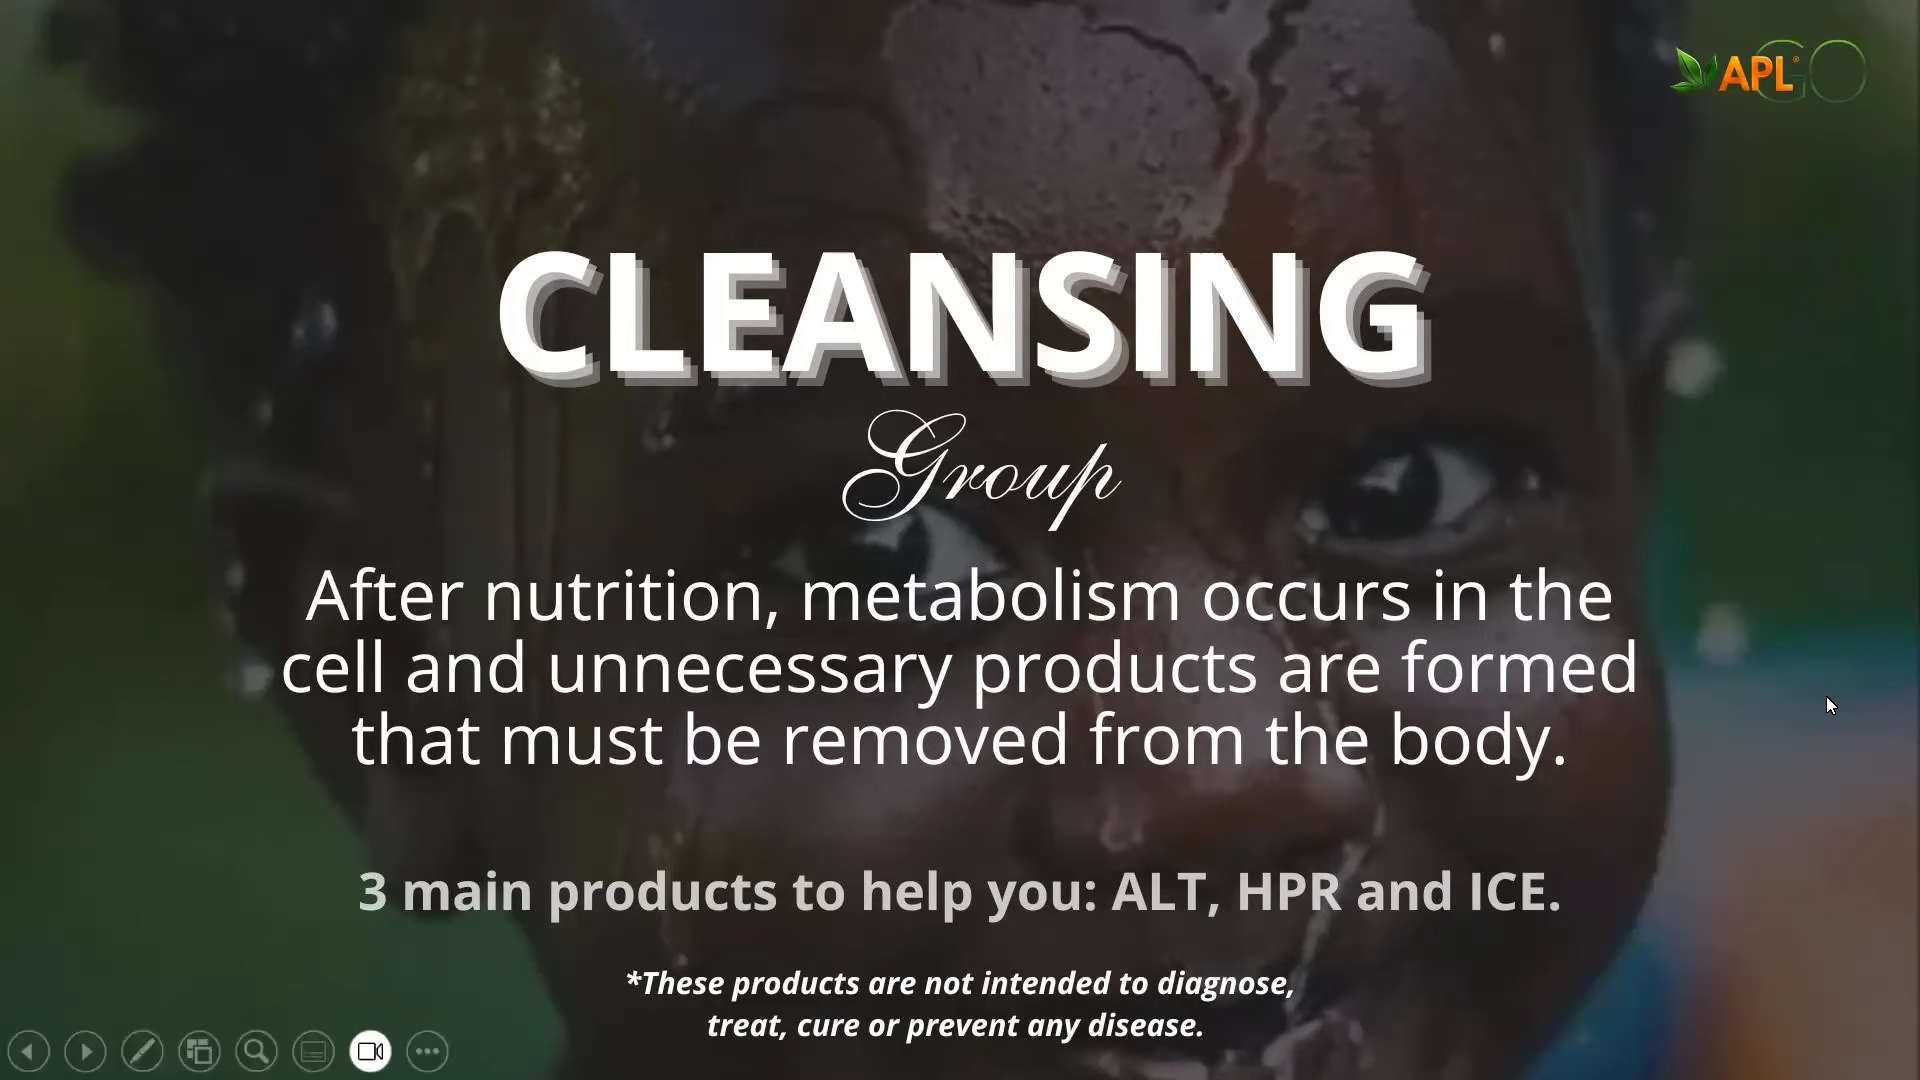 APL® GO
CLEANSING
Group
After nutrition, metabolism occurs in the
cell and unnecessary products are formed
that must be removed from the body.
3 main products to help you: ALT, HPR and ICE.
*These products are not intended to diagnose,
treat, cure or prevent any disease.